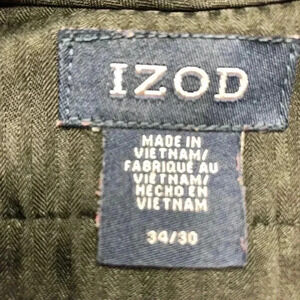 IZOD
MADE IN
VIETNAM/
FABRIQUÉ AU
VIETNAM/
HECHO EN
VIETNAM
34/30